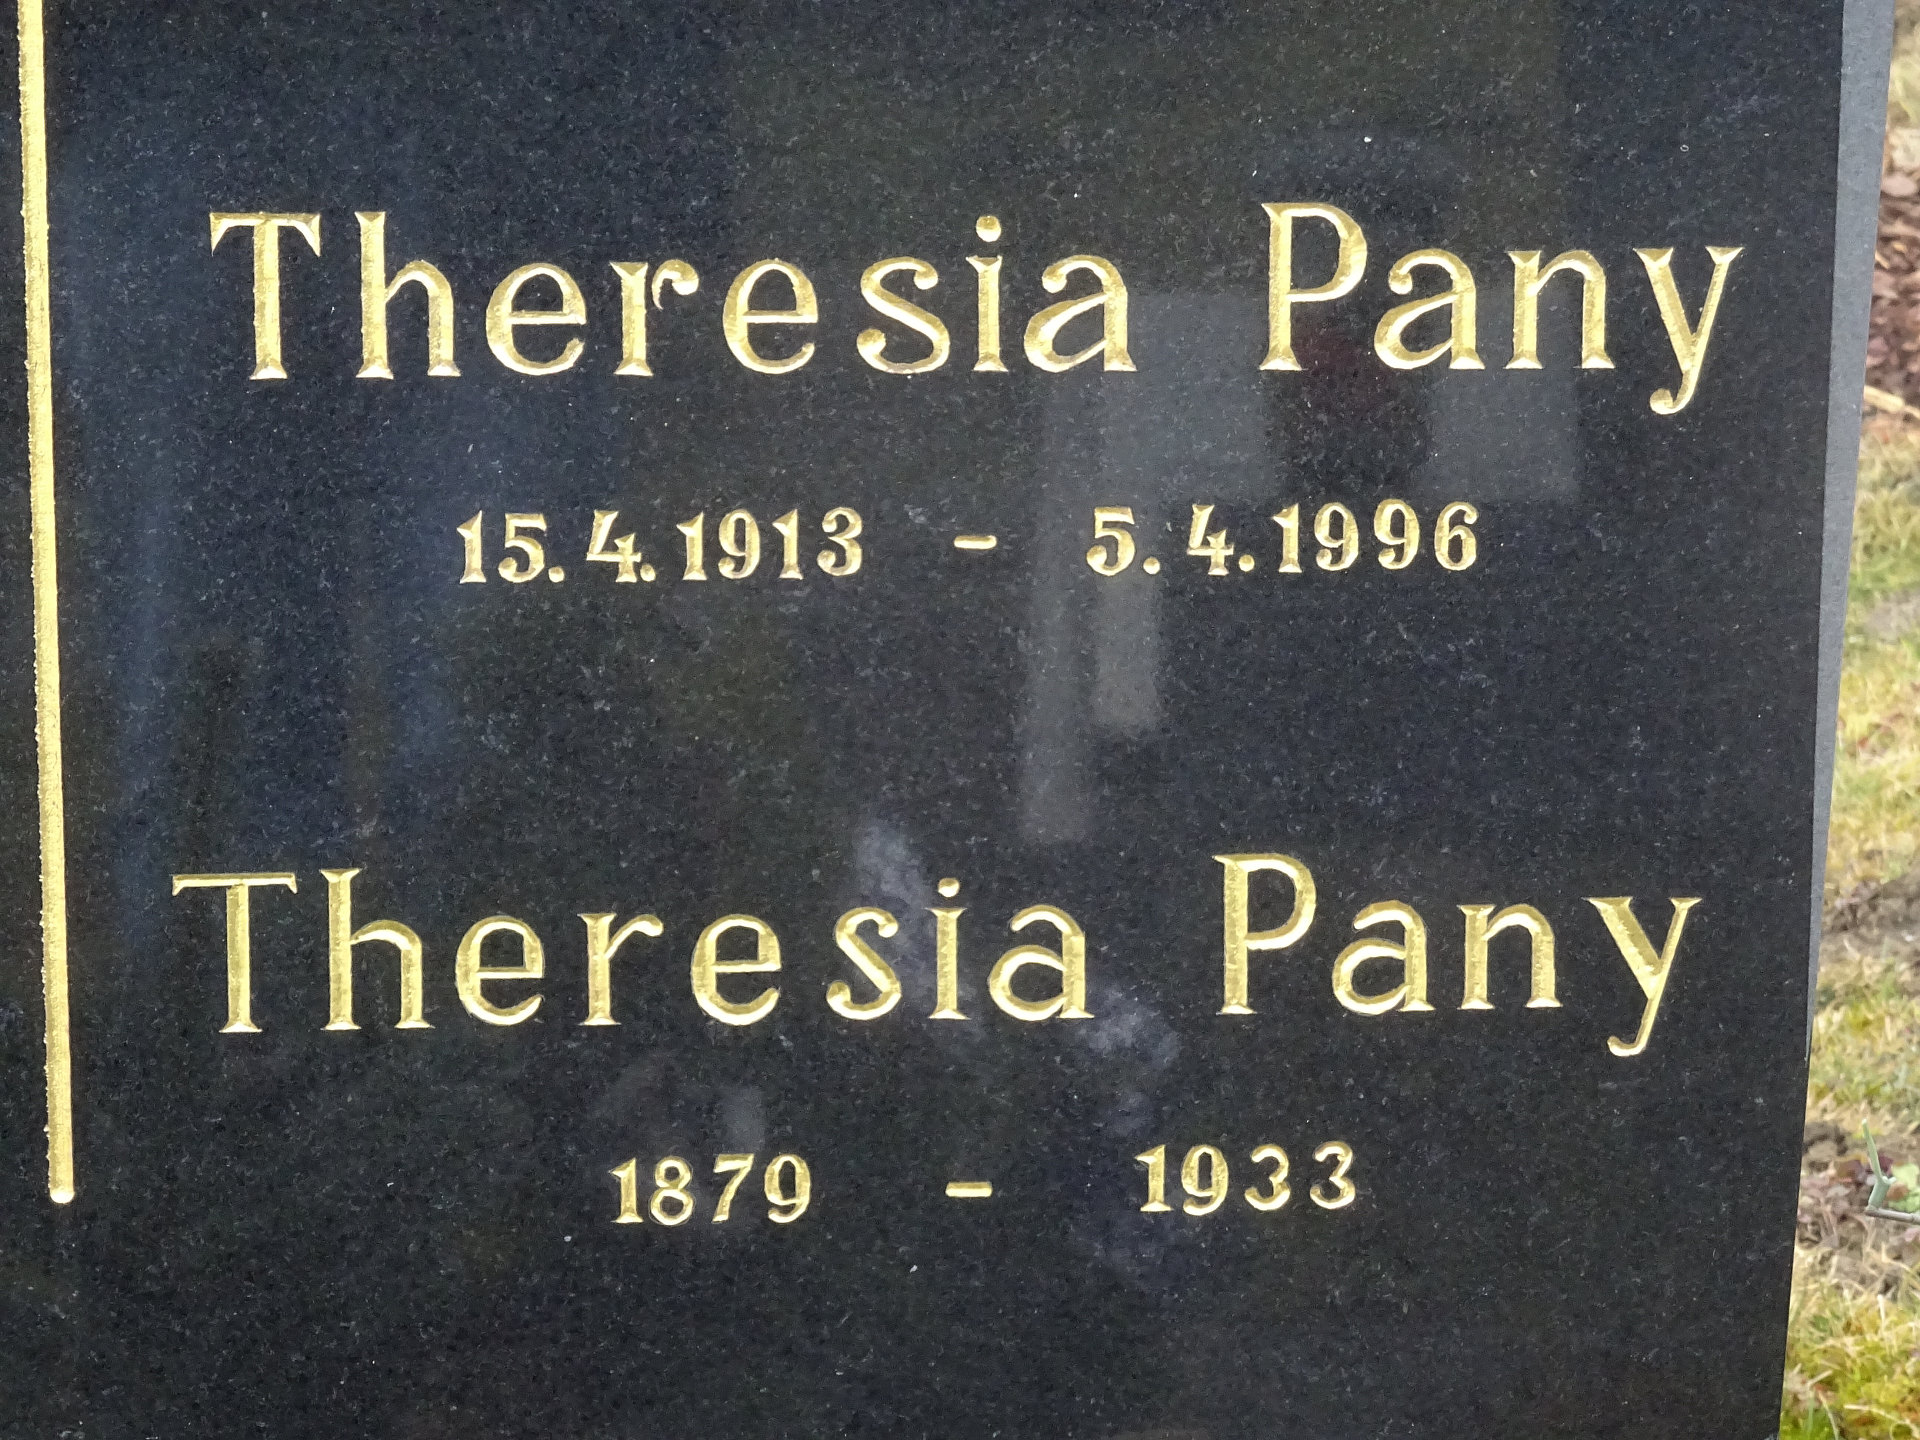 Theresia Pany
15.4.1913 - 5.4.1996
Theresia Pany
1879 - 1933